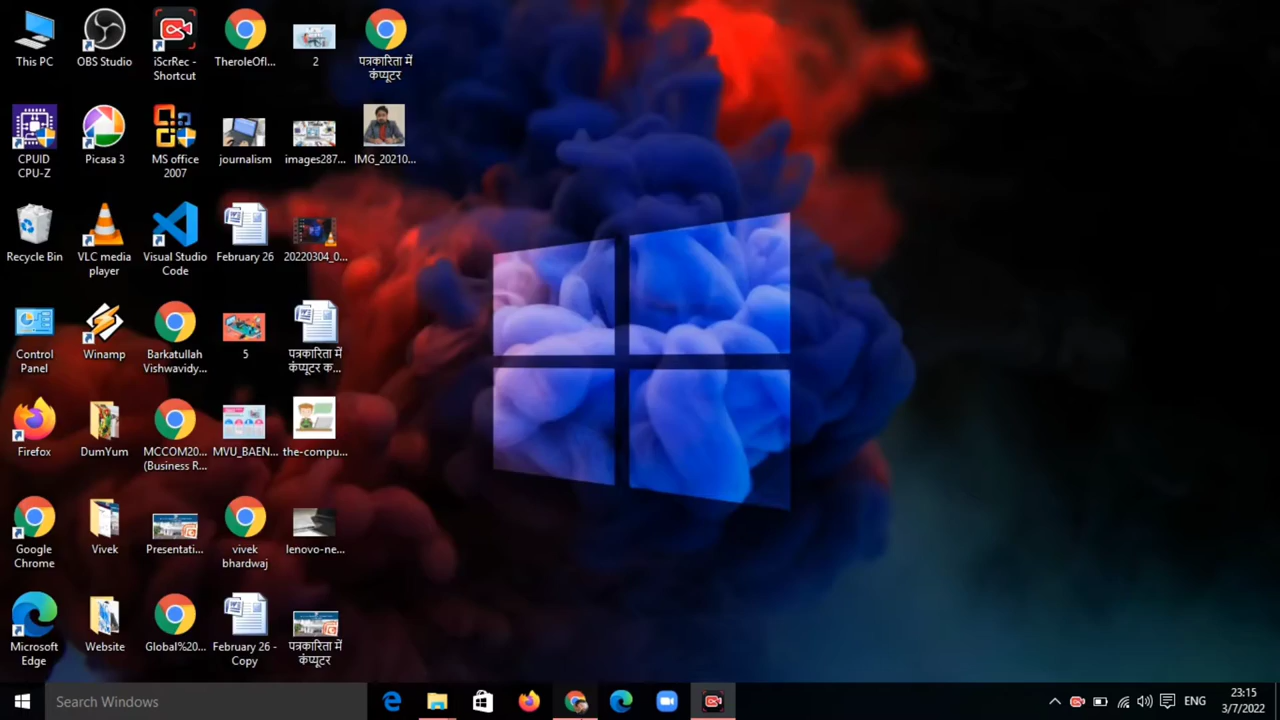 This PC
OBS Studio
iScrRec -
Shortcut
TheroleOfI...
2
पत्रकारिता में
कंप्यूटर
CPUID
CPU-Z
Picasa 3
MS office
2007
journalism
images287...
IMG_20210...
Recycle Bin
VLC media
player
Visual Studio
Code
February 26
20220304_0...
Control
Panel
Winamp
Barkatullah
Vishwavidy...
5
पत्रकारिता में
कंप्यूटर क...
Firefox
DumYum
MCCOM20...
(Business R...
MVU_BAEN...
the-compu...
Google
Chrome
Vivek
Presentati...
vivek
bhardwaj
lenovo-ne...
Microsoft
Edge
Website
Global%20...
February 26 -
Copy
पत्रकारिता में
कंप्यूटर
Search Windows
ENG
23:15
3/7/2022